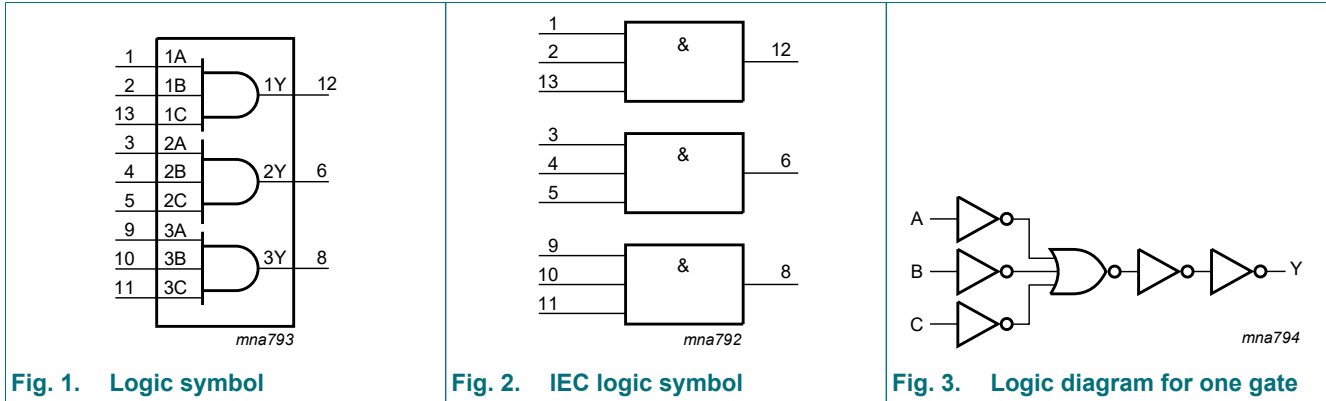 1 1A
2 1B 1Y 12
13 1C
3 2A
4 2B 2Y 6
5 2C
9 3A
10 3B 3Y 8
11 3C
mna793
Fig. 1. Logic symbol
1
& 
2 12
13
3
&
4 6
5
9
&
10 8
11
mna792
Fig. 2. IEC logic symbol
A
B Y
C
mna794
Fig. 3. Logic diagram for one gate